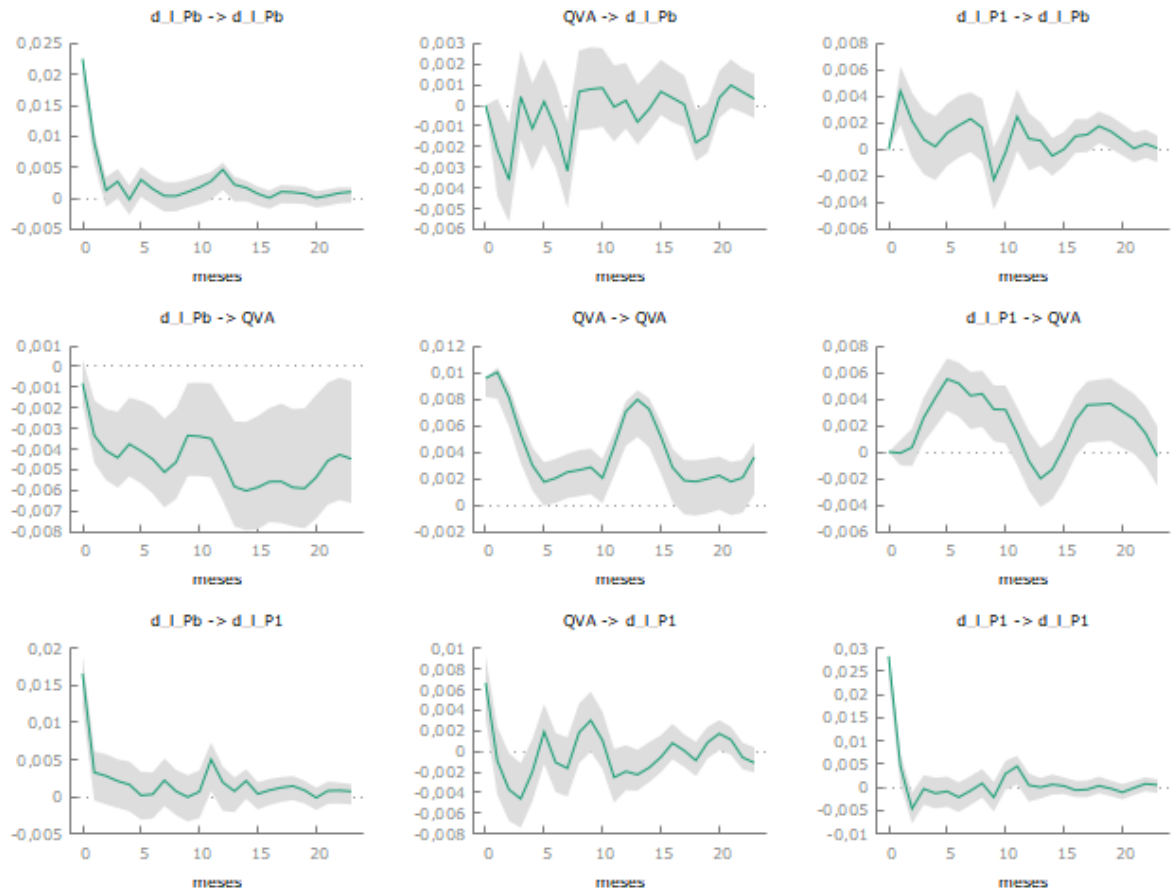 d_l_Pb -> d_l_Pb
0,025
0,02
0,015
0,01
0,005
0
-0,005
0 5 10 15 20
meses
QVA -> d_l_Pb
0,003
0,002
0,001
0
-0,001
-0,002
-0,003
-0,004
-0,005
-0,006
0 5 10 15 20
meses
d_l_P1 -> d_l_Pb
0,008
0,006
0,004
0,002
0
-0,002
-0,004
-0,006
0 5 10 15 20
meses
d_l_Pb -> QVA
0,001
0
-0,001
-0,002
-0,003
-0,004
-0,005
-0,006
-0,007
-0,008
0 5 10 15 20
meses
QVA -> QVA
0,012
0,01
0,008
0,006
0,004
0,002
0
-0,002
0 5 10 15 20
meses
d_l_P1 -> QVA
0,008
0,006
0,004
0,002
0
-0,002
-0,004
-0,006
0 5 10 15 20
meses
d_l_Pb -> d_l_P1
0,02
0,015
0,01
0,005
0
-0,005
0 5 10 15 20
meses
QVA -> d_l_P1
0,01
0,008
0,006
0,004
0,002
0
-0,002
-0,004
-0,006
-0,008
0 5 10 15 20
meses
d_l_P1 -> d_l_P1
0,03
0,025
0,02
0,015
0,01
0,005
0
-0,005
-0,01
0 5 10 15 20
meses